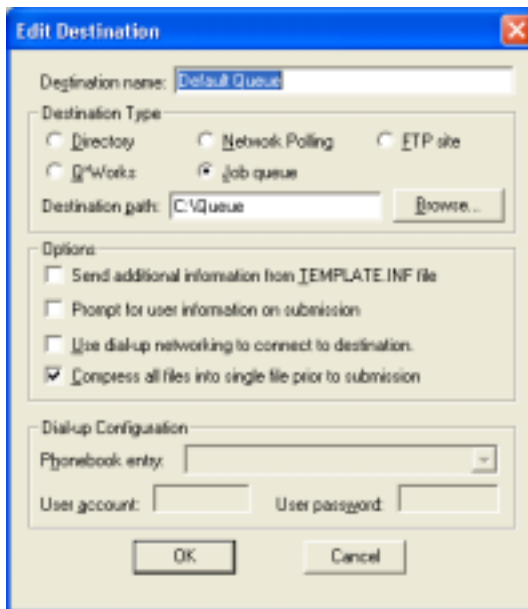 Edit Destination
Destination name: Default Queue
Destination Type
Directory Network Polling FTP site
Q*Works Job queue
Destination path: C:\Queue Browse...
Options
Send additional information from TEMPLATE.INF file
Prompt for user information on submission
Use dial-up networking to connect to destination.
Compress all files into single file prior to submission
Dial-up Configuration
Phonebook entry:
User account: User password:
OK Cancel